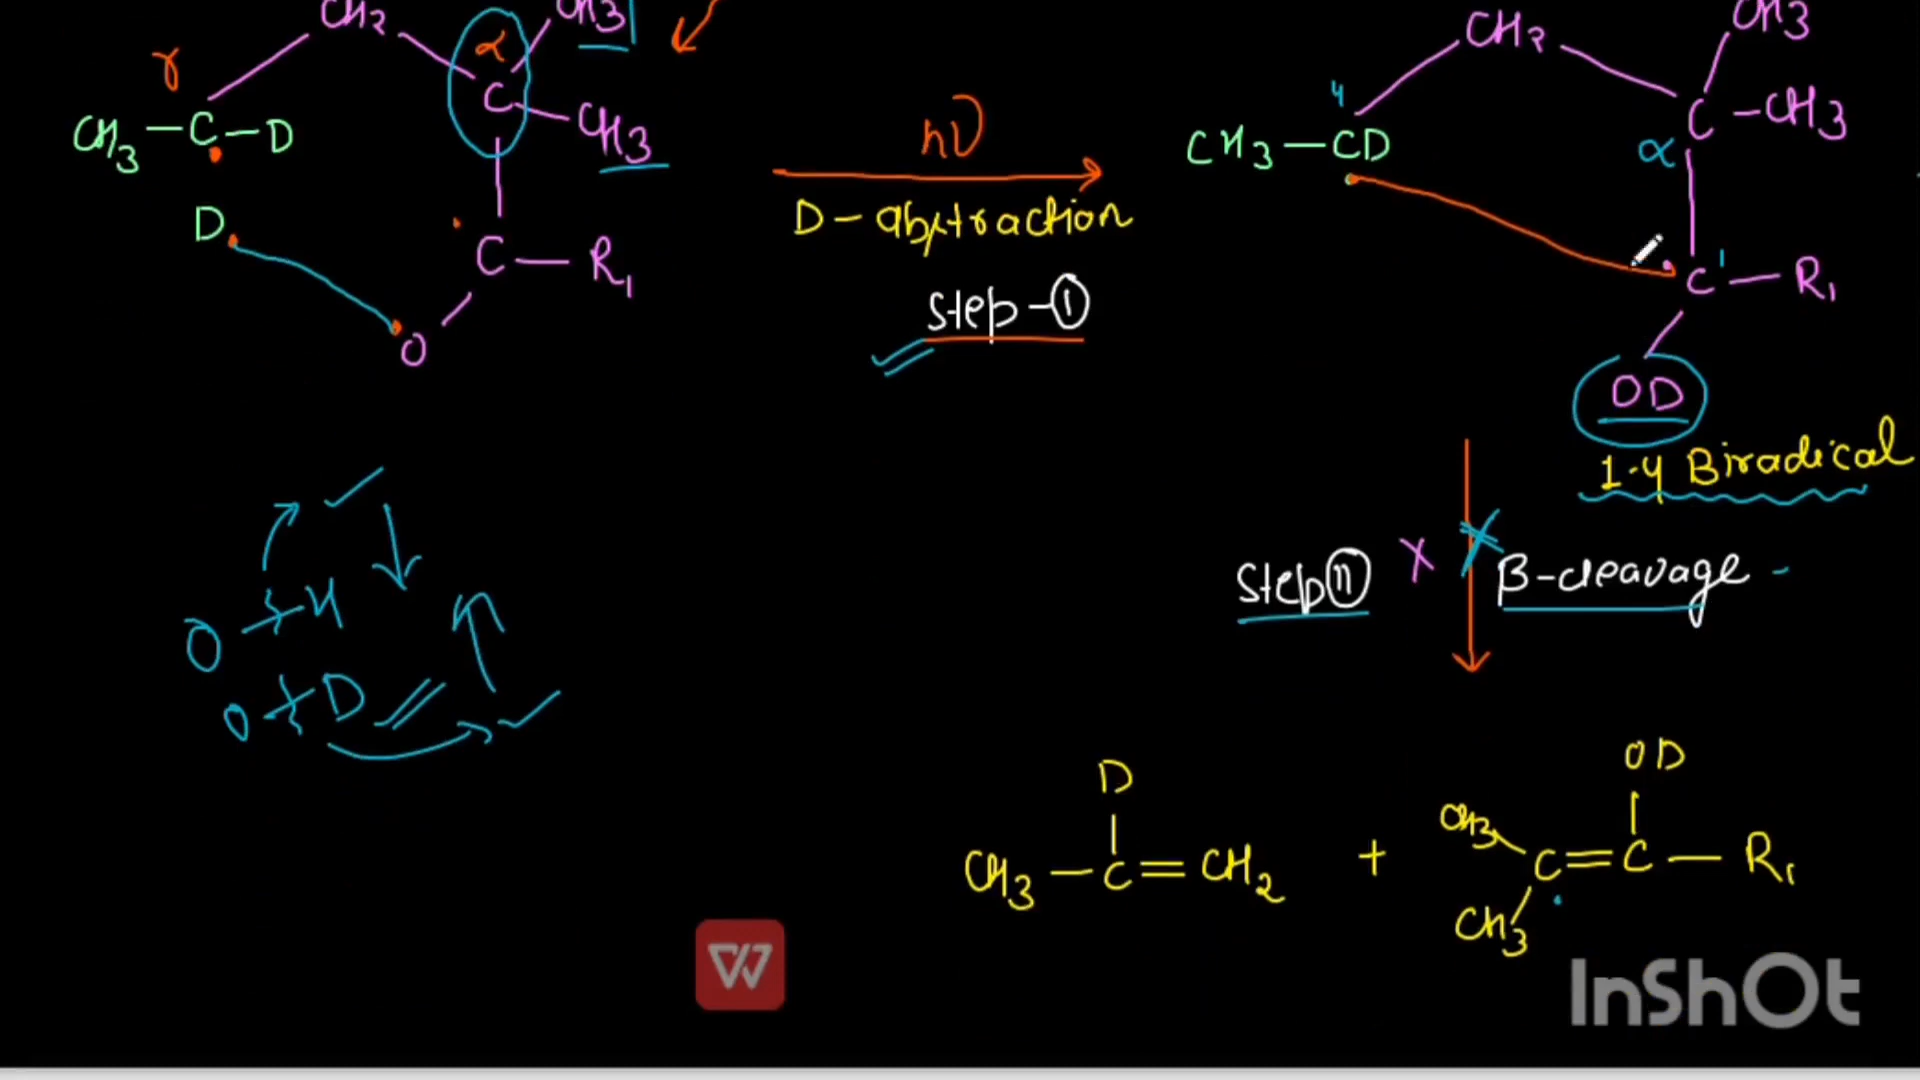 CH2 CH3
α
γ
CH3-C-D C CH3
D
C-R1
O
hν
D-abstraction
Step-①
CH2 CH3
4
CH3-CD C-CH3
α
C 1 -R1
OD
1.4 Biradical
Step ⑪ X β-cleavage
O H
O D
D
CH3-C=CH2
+
OD
CH3
C=C-R1
CH3
W
InShOt